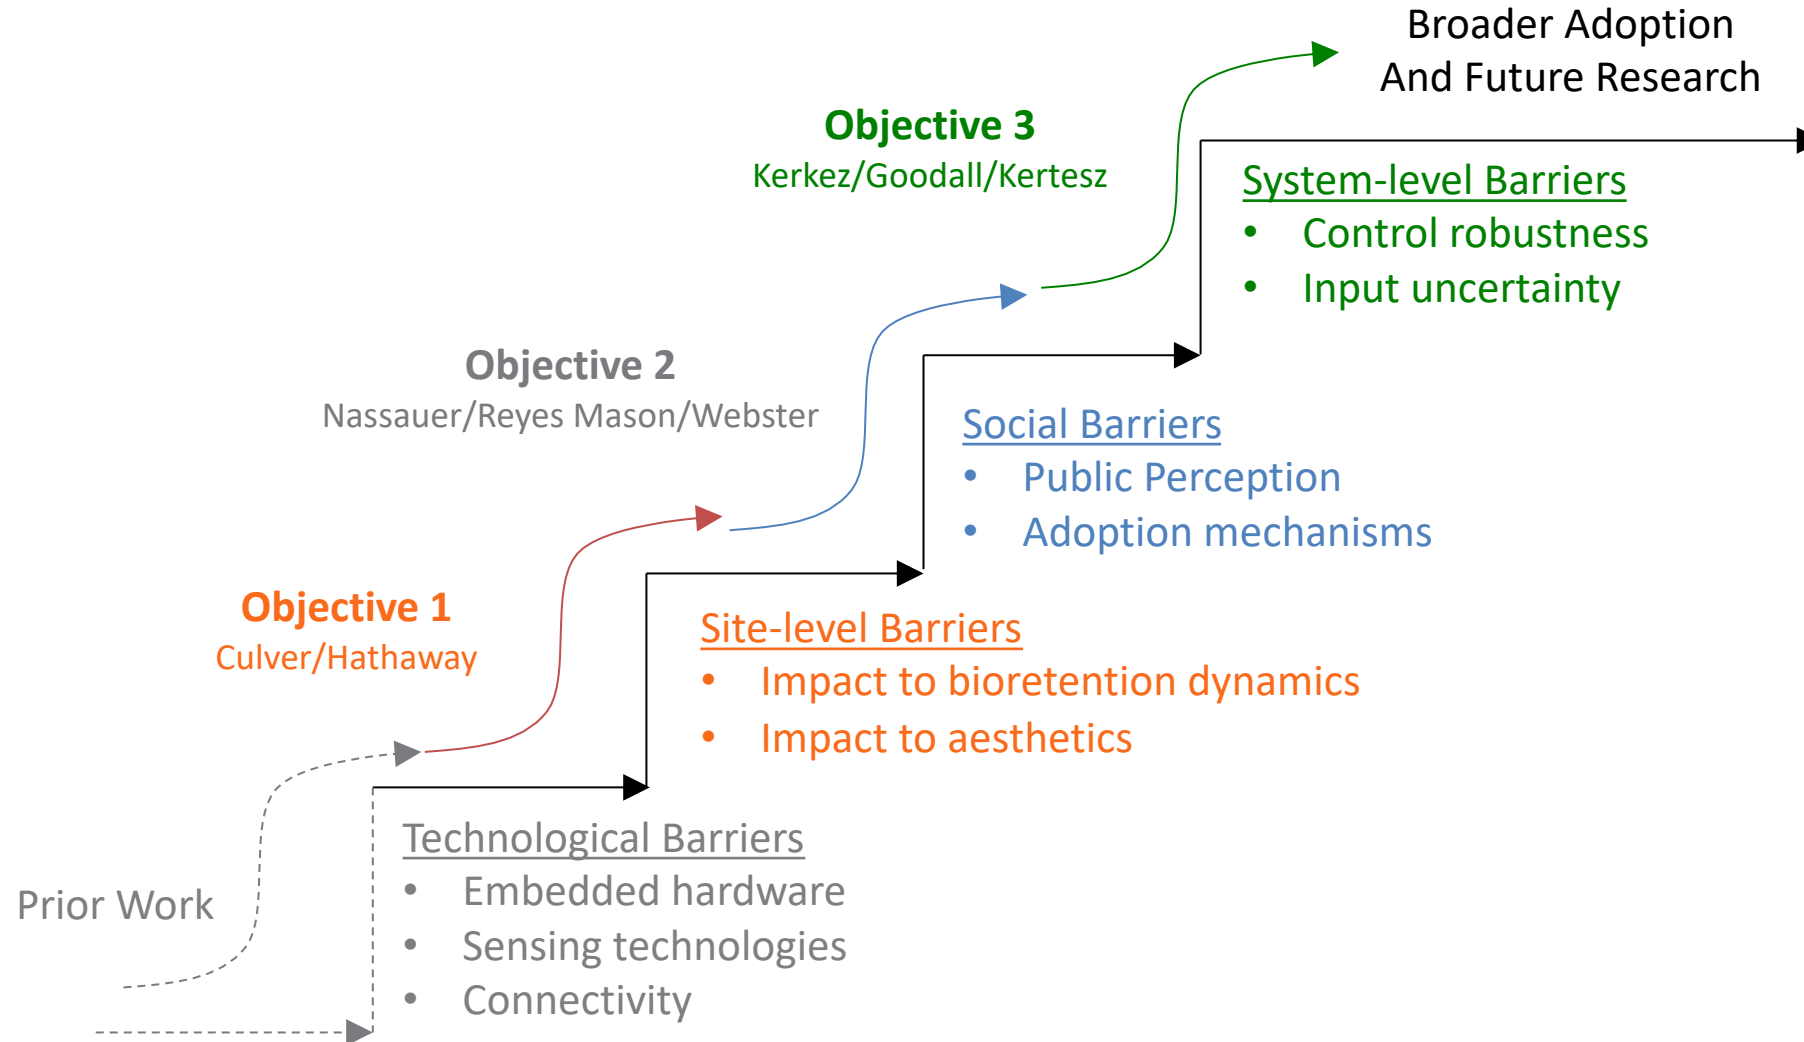 Broader Adoption
And Future Research
Objective 3
Kerkez/Goodall/Kertesz
System-level Barriers
• Control robustness
• Input uncertainty
Objective 2
Nassauer/Reyes Mason/Webster
Social Barriers
• Public Perception
• Adoption mechanisms
Objective 1
Culver/Hathaway
Site-level Barriers
• Impact to bioretention dynamics
• Impact to aesthetics
Prior Work
Technological Barriers
• Embedded hardware
• Sensing technologies
• Connectivity